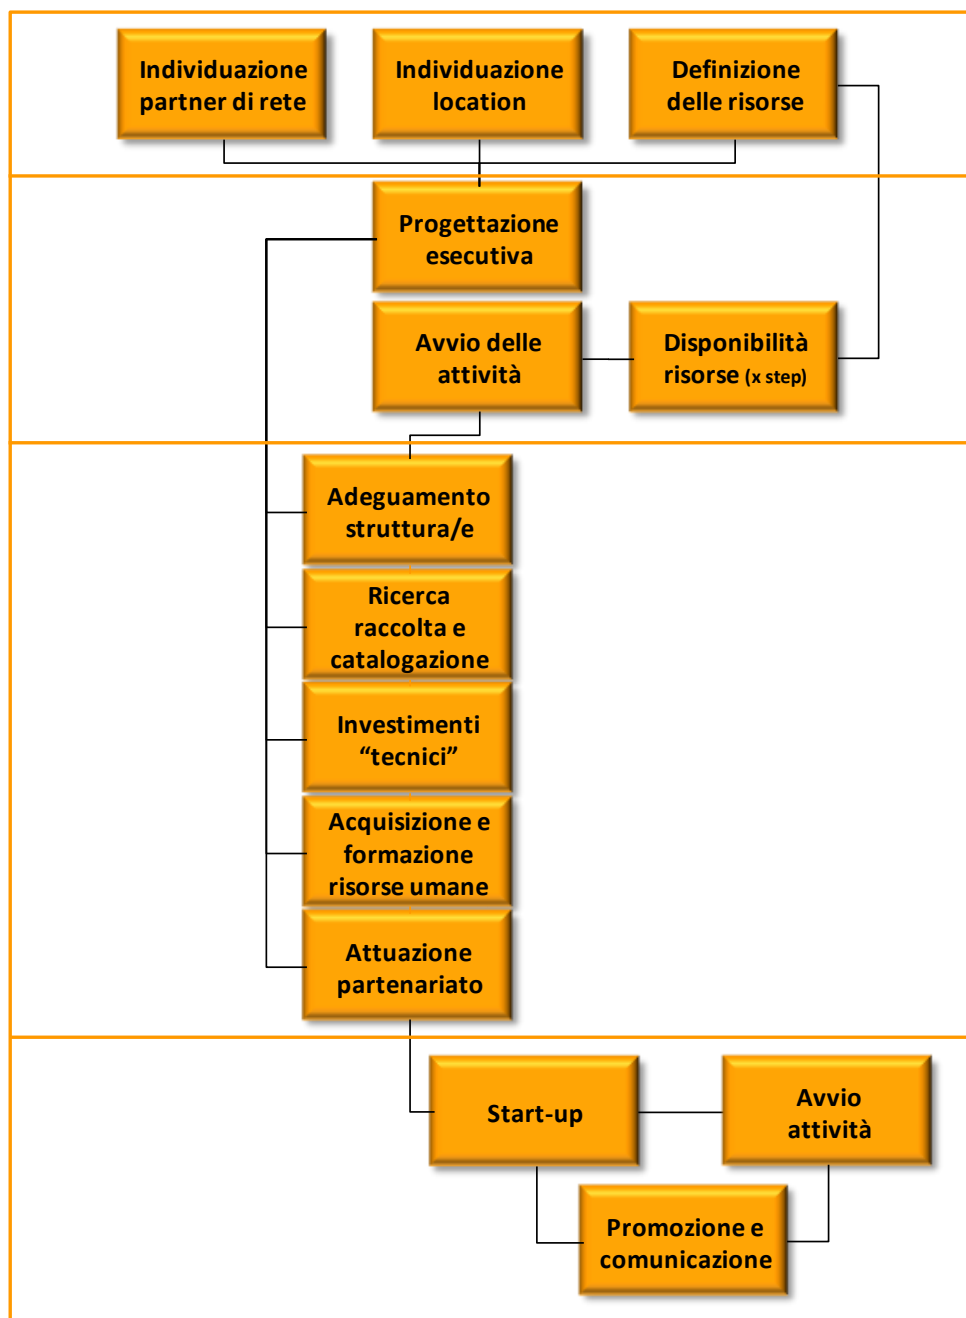 Individuazione
partner di rete
Individuazione
location
Definizione
delle risorse
Progettazione
esecutiva
Avvio delle
attività
Disponibilità
risorse (x step)
Adeguamento
struttura/e
Ricerca
raccolta e
catalogazione
Investimenti
“tecnici”
Acquisizione e
formazione
risorse umane
Attuazione
partenariato
Start-up
Avvio
attività
Promozione e
comunicazione